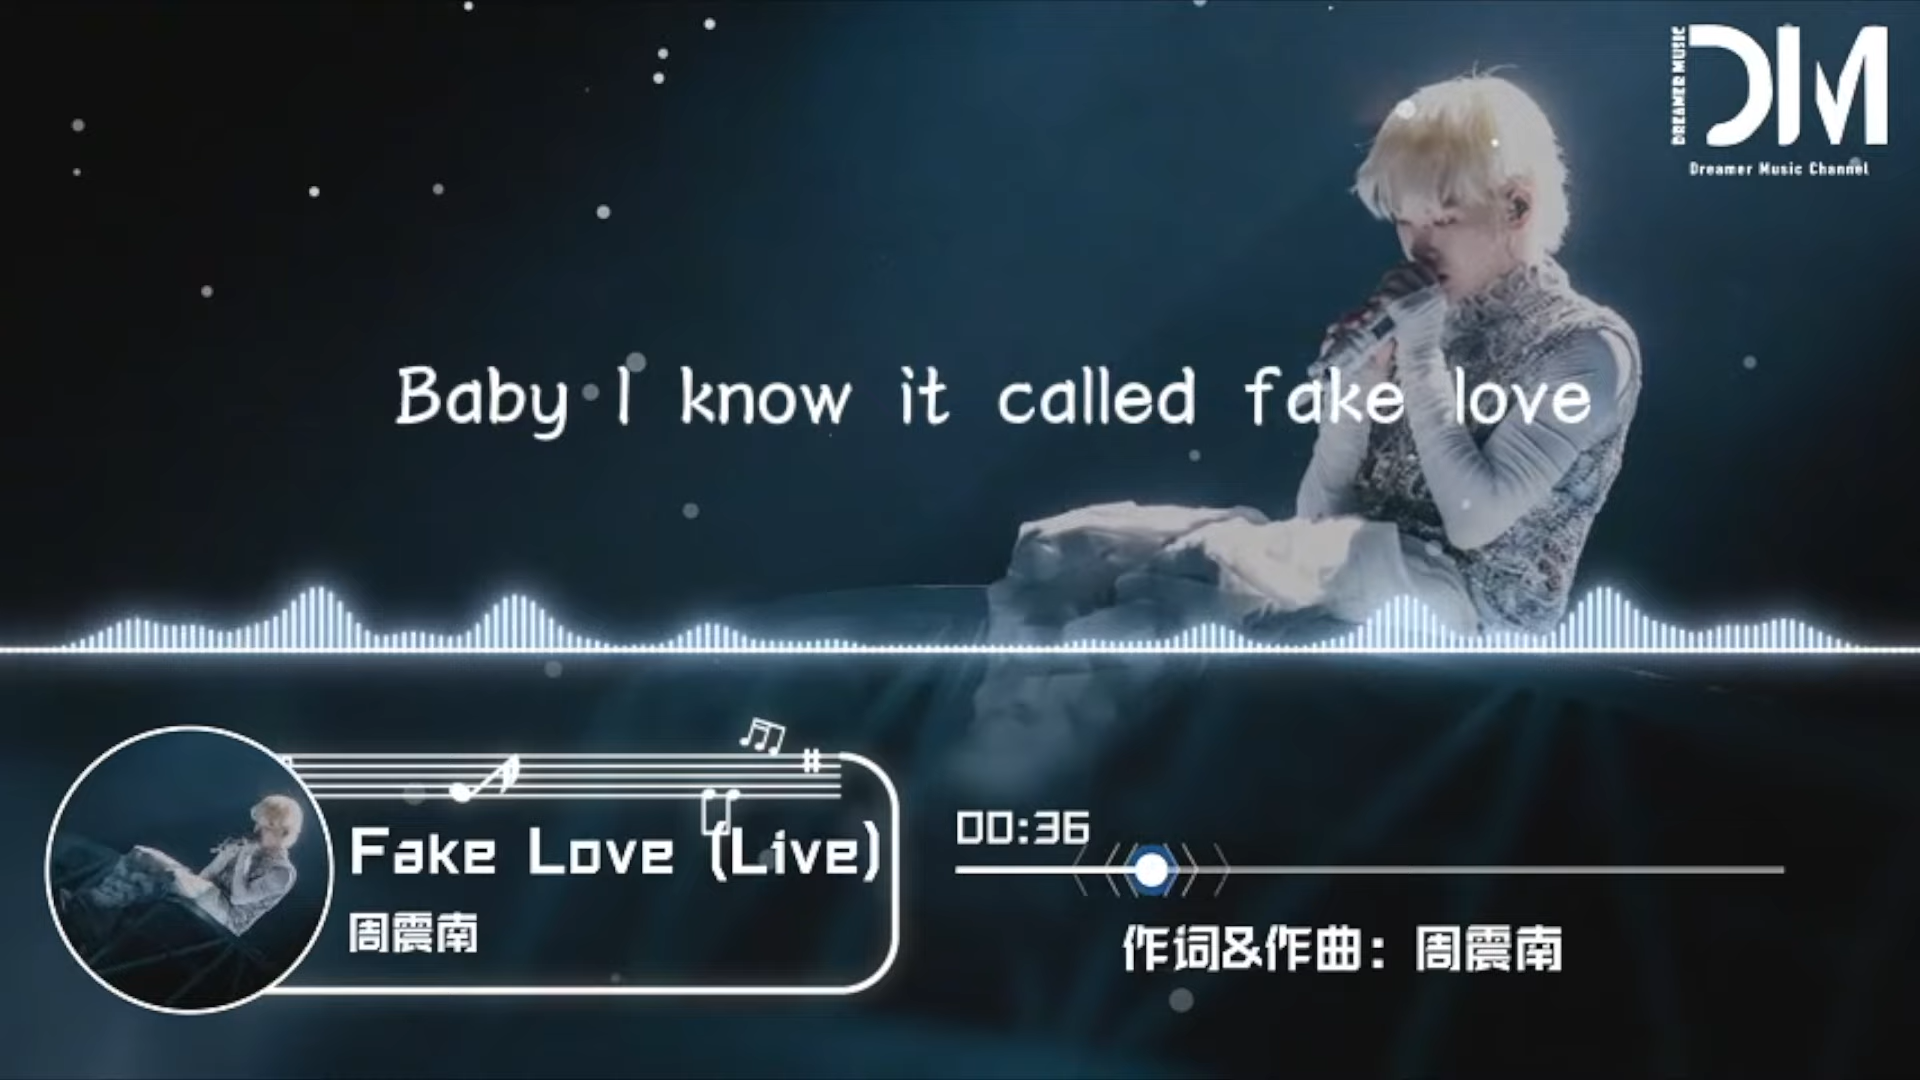 DREAMER MUSIC
DM
Dreamer Music Channel
Baby I know it called fake love
Fake Love (Live)
周震南
00:36
作词&作曲：周震南